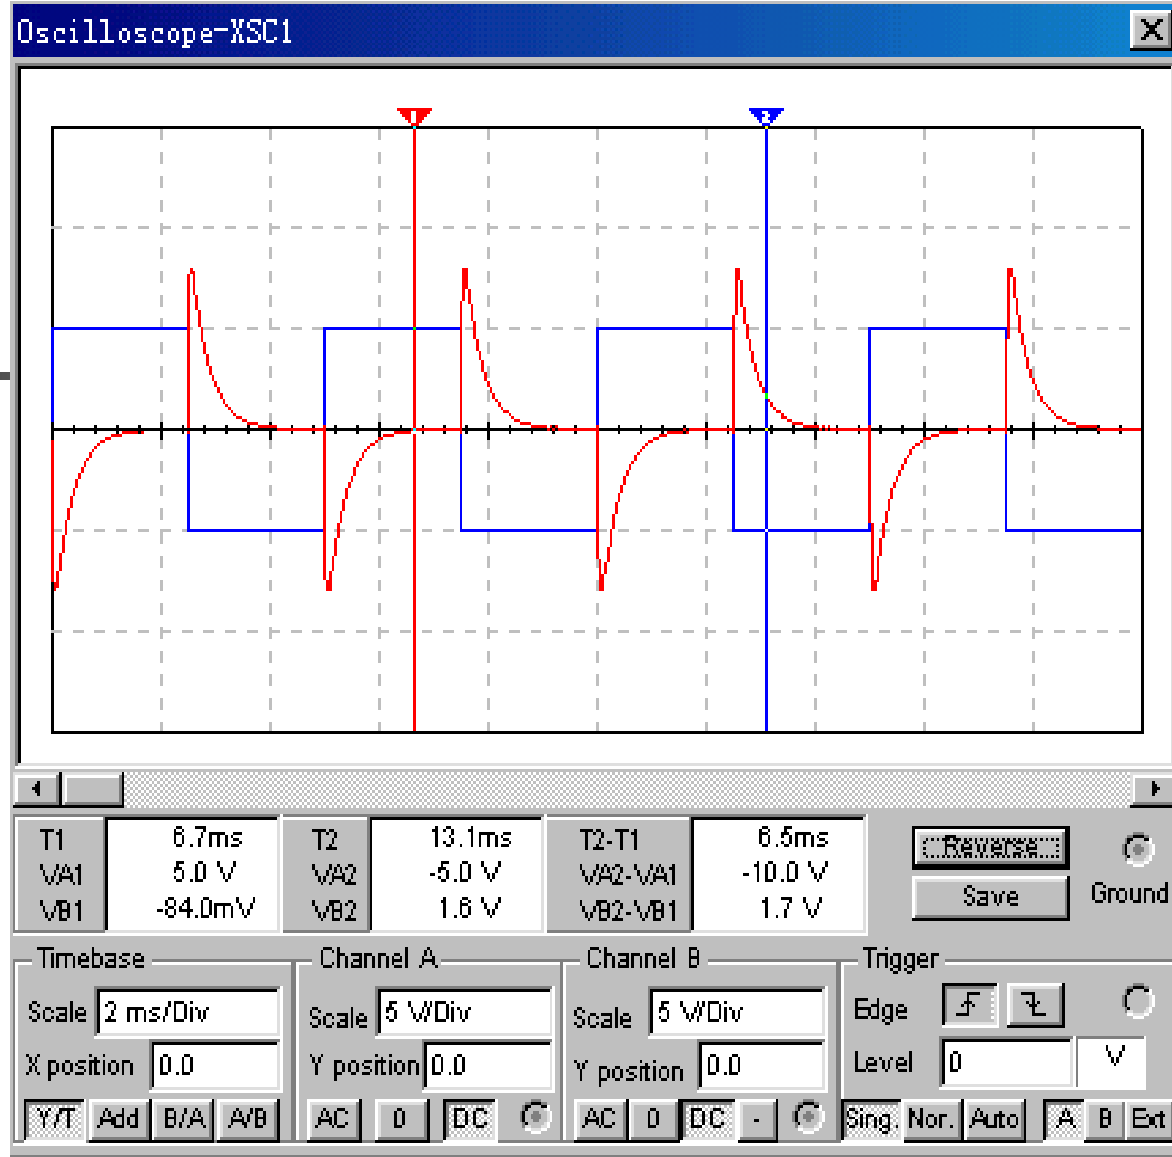 Oscilloscope-XSC1
1 2
T1 6.7ms T2 13.1ms T2-T1 6.5ms Reverse
VA1 5.0 V VA2 -5.0 V VA2-VA1 -10.0 V
VB1 -84.0mV VB2 1.6 V VB2-VB1 1.7 V Save Ground
Timebase Channel A Channel B Trigger
Scale 2 ms/Div Scale 5 V/Div Scale 5 V/Div Edge
X position 0.0 Y position 0.0 Y position 0.0 Level 0 V
Y/T Add B/A A/B AC 0 DC AC 0 DC - Sing. Nor. Auto A B Ext